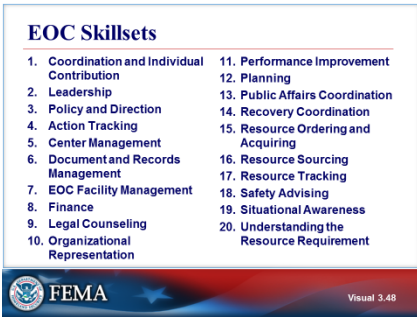 EOC Skillsets
1. Coordination and Individual
Contribution
2. Leadership
3. Policy and Direction
4. Action Tracking
5. Center Management
6. Document and Records
Management
7. EOC Facility Management
8. Finance
9. Legal Counseling
10. Organizational
Representation
11. Performance Improvement
12. Planning
13. Public Affairs Coordination
14. Recovery Coordination
15. Resource Ordering and
Acquiring
16. Resource Sourcing
17. Resource Tracking
18. Safety Advising
19. Situational Awareness
20. Understanding the
Resource Requirement
FEMA
Visual 3.48